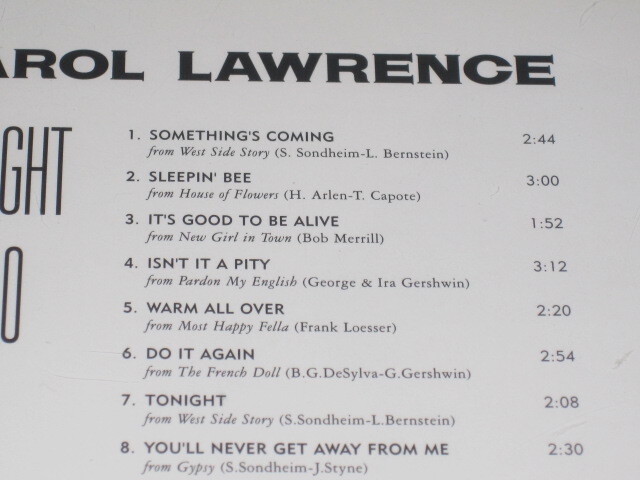 AROL LAWRENCE
GHT
O
1. SOMETHING'S COMING 2:44
from West Side Story (S. Sondheim-L. Bernstein)
2. SLEEPIN' BEE 3:00
from House of Flowers (H. Arlen-T. Capote)
3. IT'S GOOD TO BE ALIVE 1:52
from New Girl in Town (Bob Merrill)
4. ISN'T IT A PITY 3:12
from Pardon My English (George & Ira Gershwin)
5. WARM ALL OVER 2:20
from Most Happy Fella (Frank Loesser)
6. DO IT AGAIN 2:54
from The French Doll (B.G.DeSylva-G.Gershwin)
7. TONIGHT 2:08
from West Side Story (S.Sondheim-L.Bernstein)
8. YOU'LL NEVER GET AWAY FROM ME 2:30
from Gypsy (S.Sondheim-J.Styne)